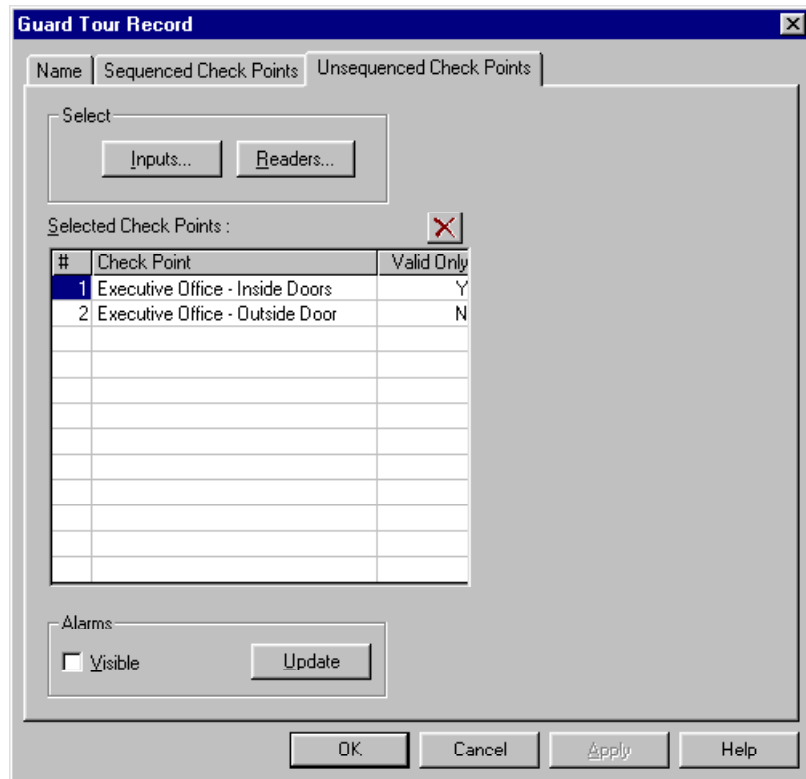 Guard Tour Record
Name Sequenced Check Points Unsequenced Check Points
Select
Inputs... Readers...
Selected Check Points :
# Check Point Valid Only
1 Executive Office - Inside Doors Y
2 Executive Office - Outside Door N
Alarms
Visible Update
OK Cancel Apply Help